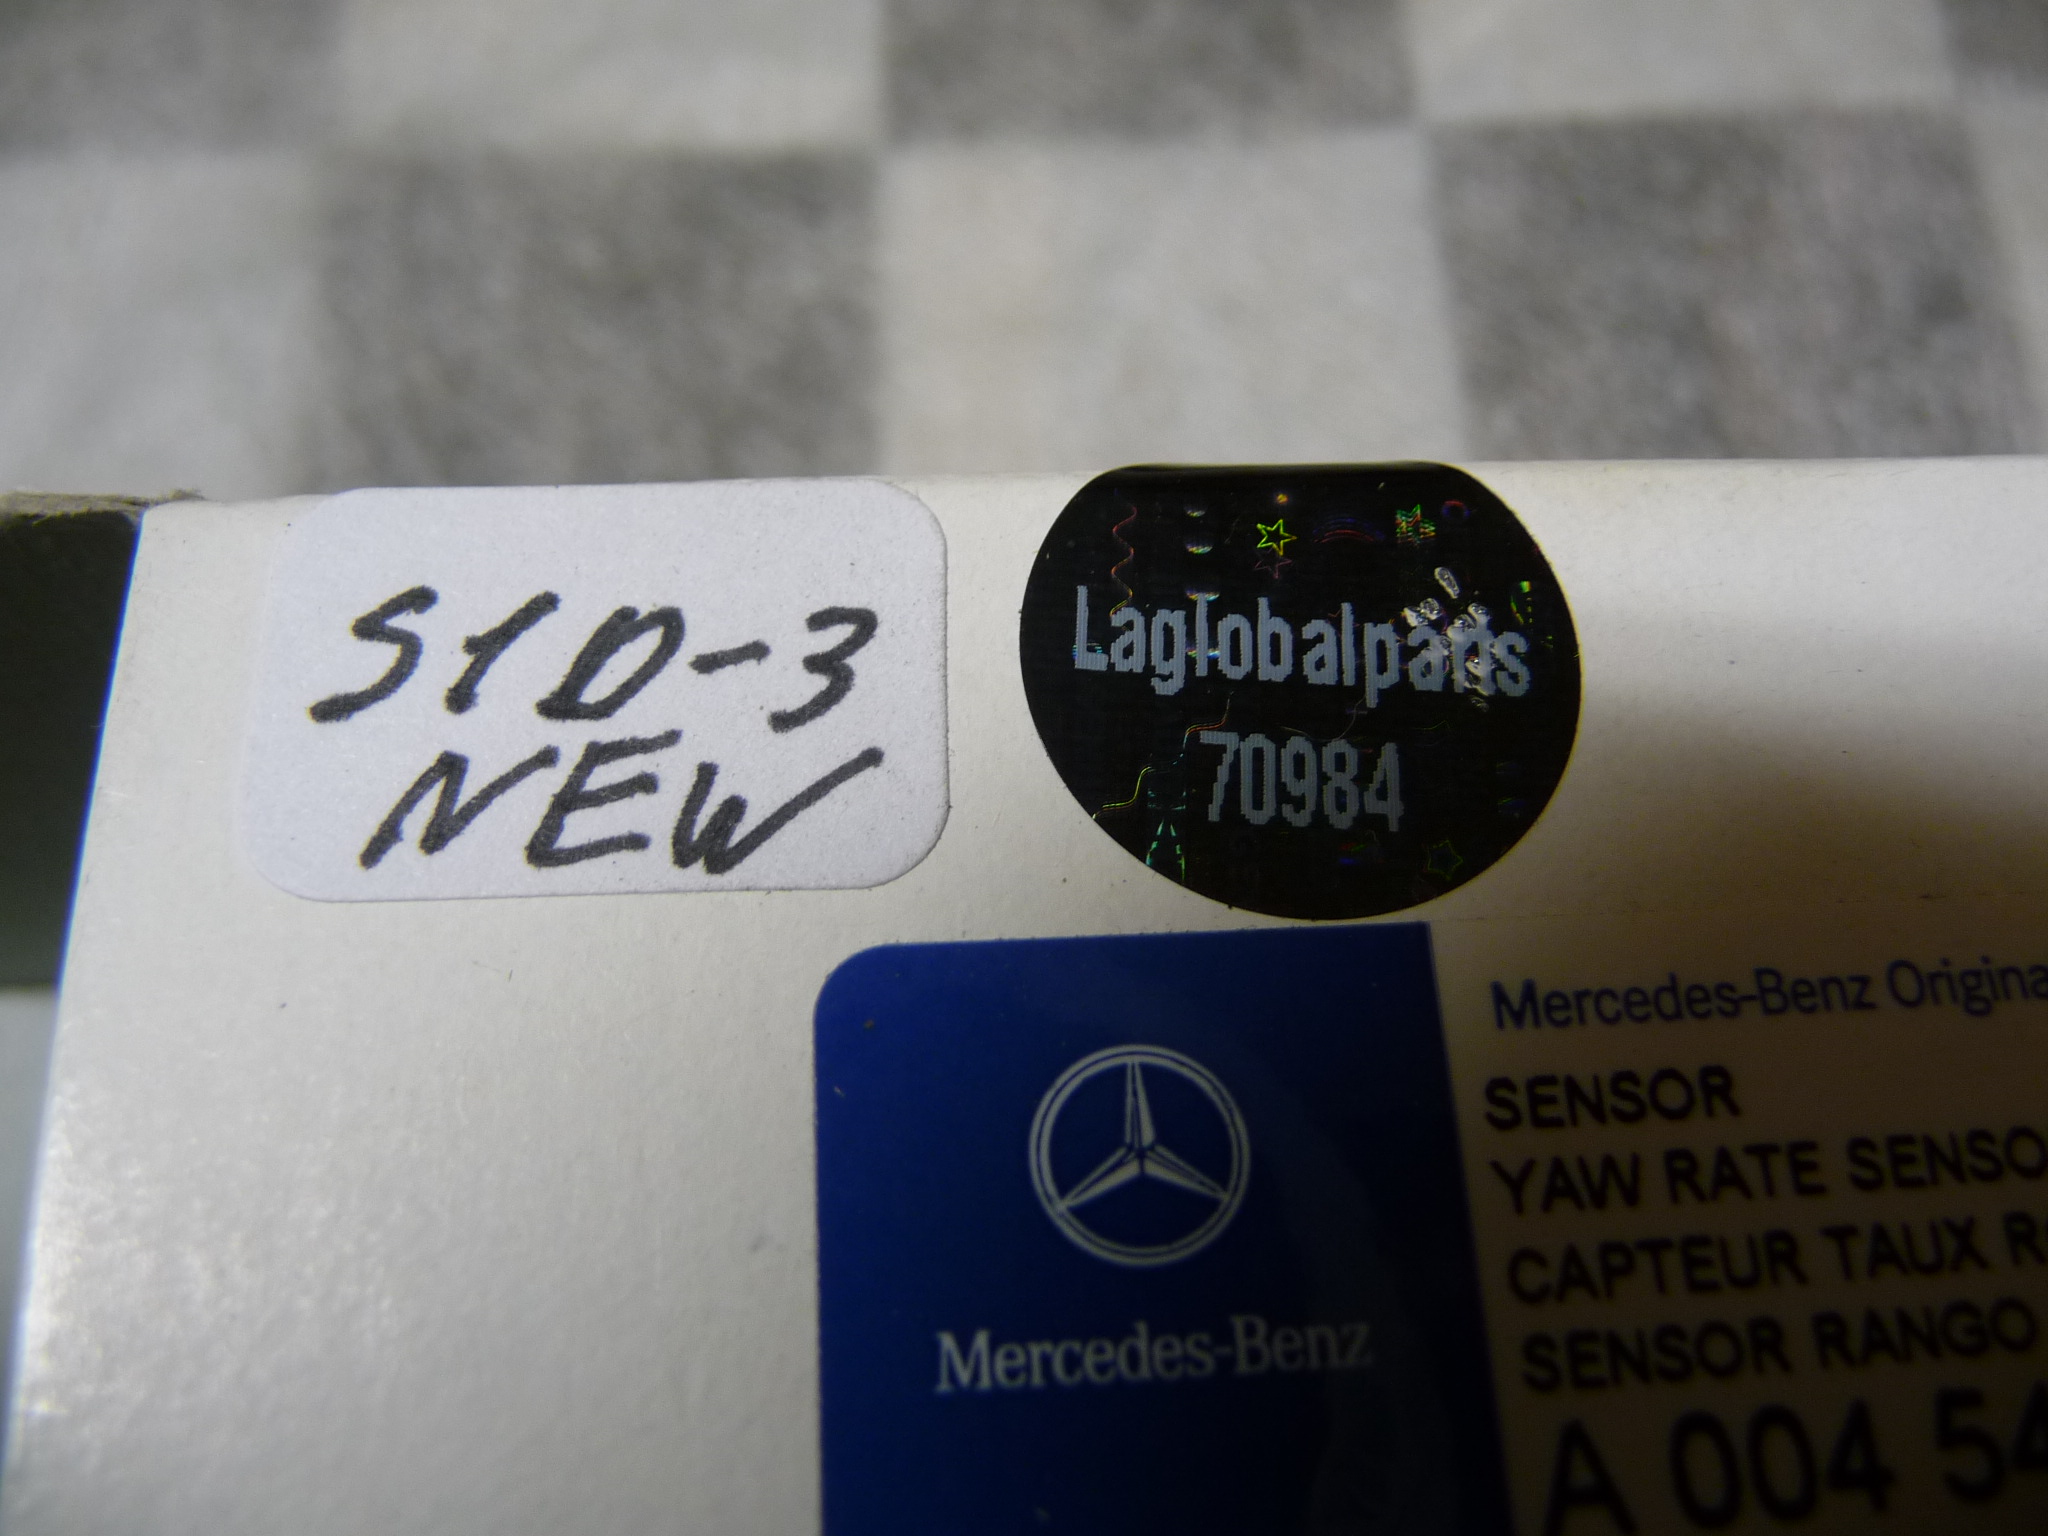 S1D-3
NEW
Laglobalparts
70984
Mercedes-Benz
Mercedes-Benz Origina
SENSOR
YAW RATE SENSO
CAPTEUR TAUX R
SENSOR RANGO
A 004 54